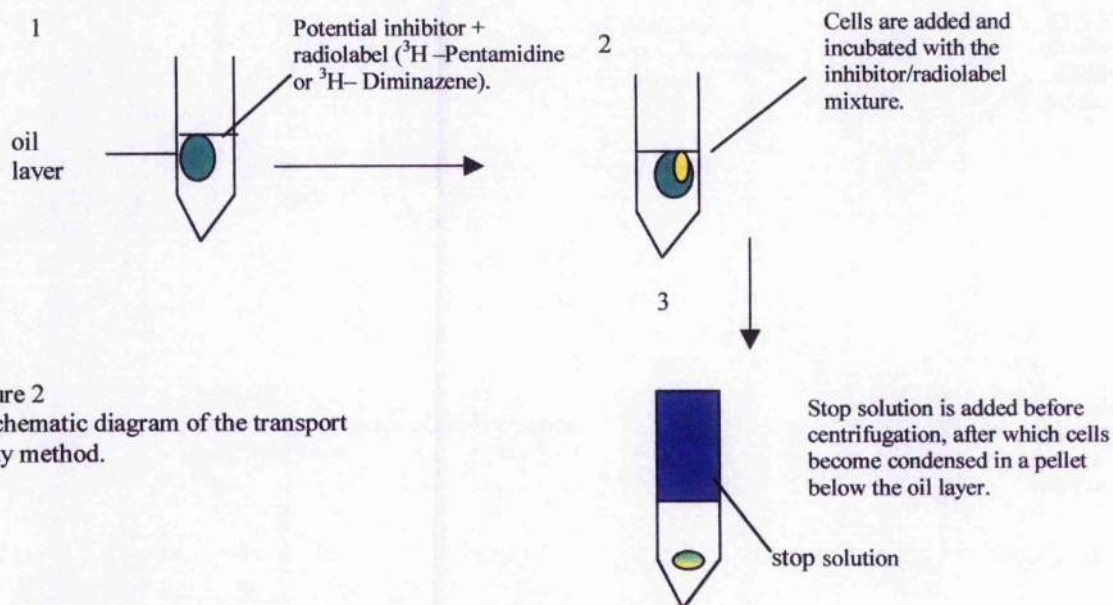 1
Potential inhibitor +
radiolabel (³H –Pentamidine
or ³H– Diminazene).
oil
layer
2
Cells are added and
incubated with the
inhibitor/radiolabel
mixture.
3
ure 2
chematic diagram of the transport
y method.
Stop solution is added before
centrifugation, after which cells
become condensed in a pellet
below the oil layer.
stop solution